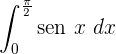 ∫₀^{π/2} sen x dx